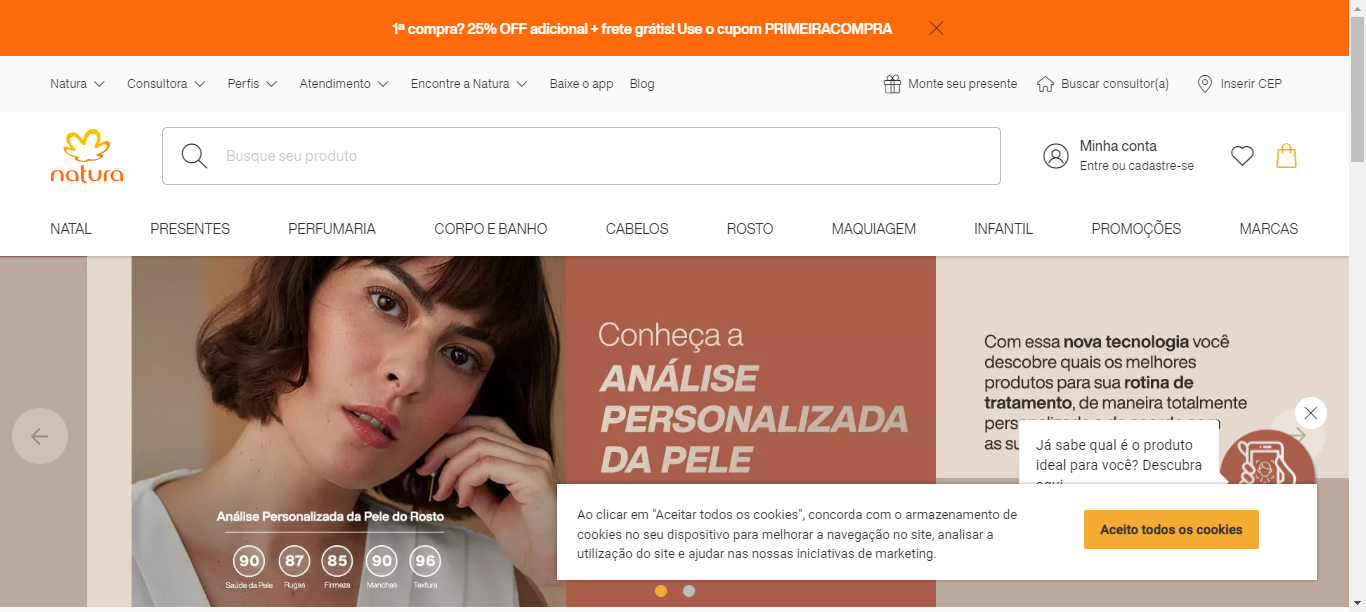 1ª compra? 25% OFF adicional + frete grátis! Use o cupom PRIMEIRACOMPRA
Natura Consultora Perfis Atendimento Encontre a Natura Baixe o app Blog Monte seu presente Buscar consultor(a) Inserir CEP
natura
Busque seu produto
Minha conta
Entre ou cadastre-se
NATAL PRESENTES PERFUMARIA CORPO E BANHO CABELOS ROSTO MAQUIAGEM INFANTIL PROMOÇÕES MARCAS
Conheça a
ANÁLISE
PERSONALIZADA
DA PELE
Com essa nova tecnologia você
descobre quais os melhores
produtos para sua rotina de
tratamento, de maneira totalmente
as su
Já sabe qual é o produto
ideal para você? Descubra
aqui
Análise Personalizada da Pele do Rosto
90 87 85 90 96
Saúde da Pele Rugas Firmeza Manchas Textura
Ao clicar em "Aceitar todos os cookies", concorda com o armazenamento de
cookies no seu dispositivo para melhorar a navegação no site, analisar a
utilização do site e ajudar nas nossas iniciativas de marketing.
Aceito todos os cookies